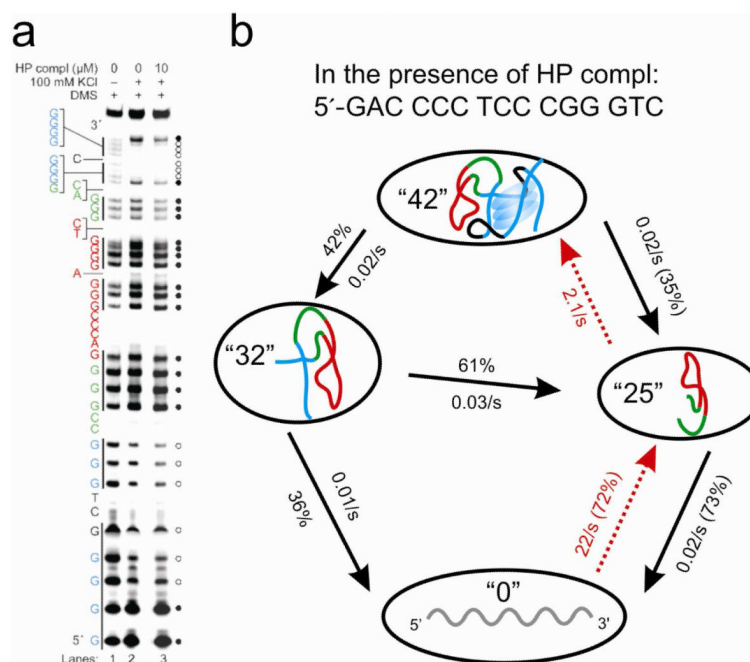 a
HP compl (µM) 0 0 10
100 mM KCl – + +
DMS + + +
3´
G
G
G
G
C
G
G
G
G
C
A
G
G
G
C
T
G
G
G
G
A
G
G
G
C
C
C
A
G
G
G
G
C
C
G
G
G
T
C
G
G
G
G
5´ G
Lanes: 1 2 3
b
In the presence of HP compl:
5´-GAC CCC TCC CGG GTC
“42”
42%
0.02/s
0.02/s (35%)
2.1/s
“32”
61%
0.03/s
“25”
0.01/s
36%
22/s (72%)
0.02/s (73%)
“0”
5’ 3’